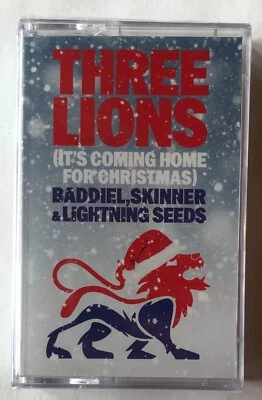 THREE
LIONS
(IT'S COMING HOME
FOR CHRISTMAS)
BADDIEL, SKINNER
& LIGHTNING SEEDS